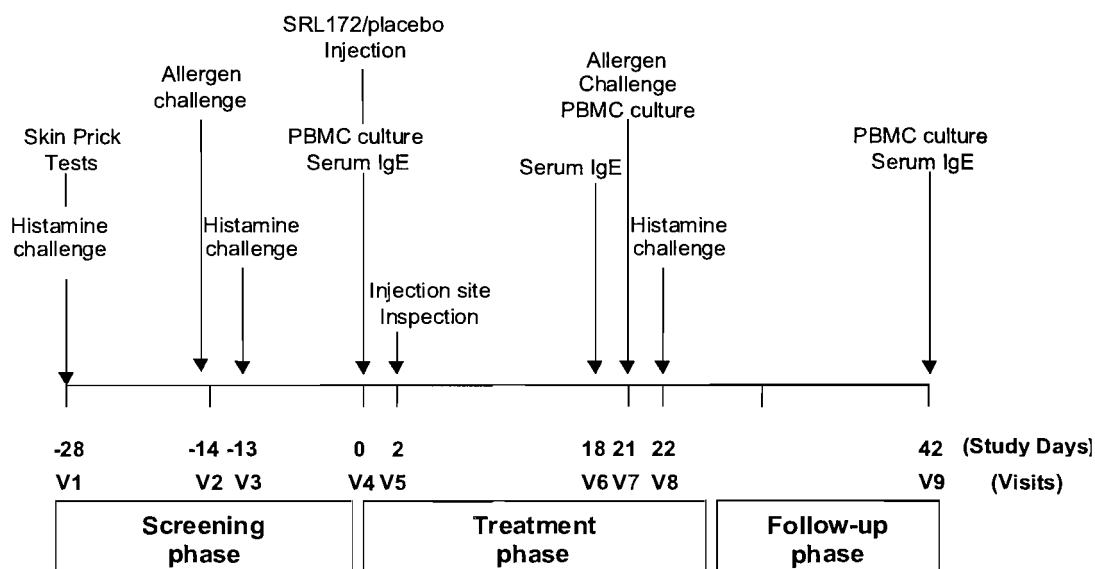 SRL172/placebo
Injection
Allergen
challenge
Allergen
Challenge
PBMC culture
Skin Prick
Tests
PBMC culture
Serum IgE
Serum IgE
PBMC culture
Serum IgE
Histamine
challenge
Histamine
challenge
Histamine
challenge
Injection site
Inspection
-28 -14 -13 0 2 18 21 22 42 (Study Days)
V1 V2 V3 V4 V5 V6 V7 V8 V9 (Visits)
Screening
phase
Treatment
phase
Follow-up
phase